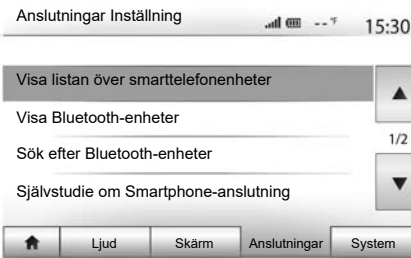 Anslutningar Inställning
--°F
15:30
Visa listan över smarttelefonenheter
Visa Bluetooth-enheter
1/2
Sök efter Bluetooth-enheter
Självstudie om Smartphone-anslutning
Ljud Skärm Anslutningar System